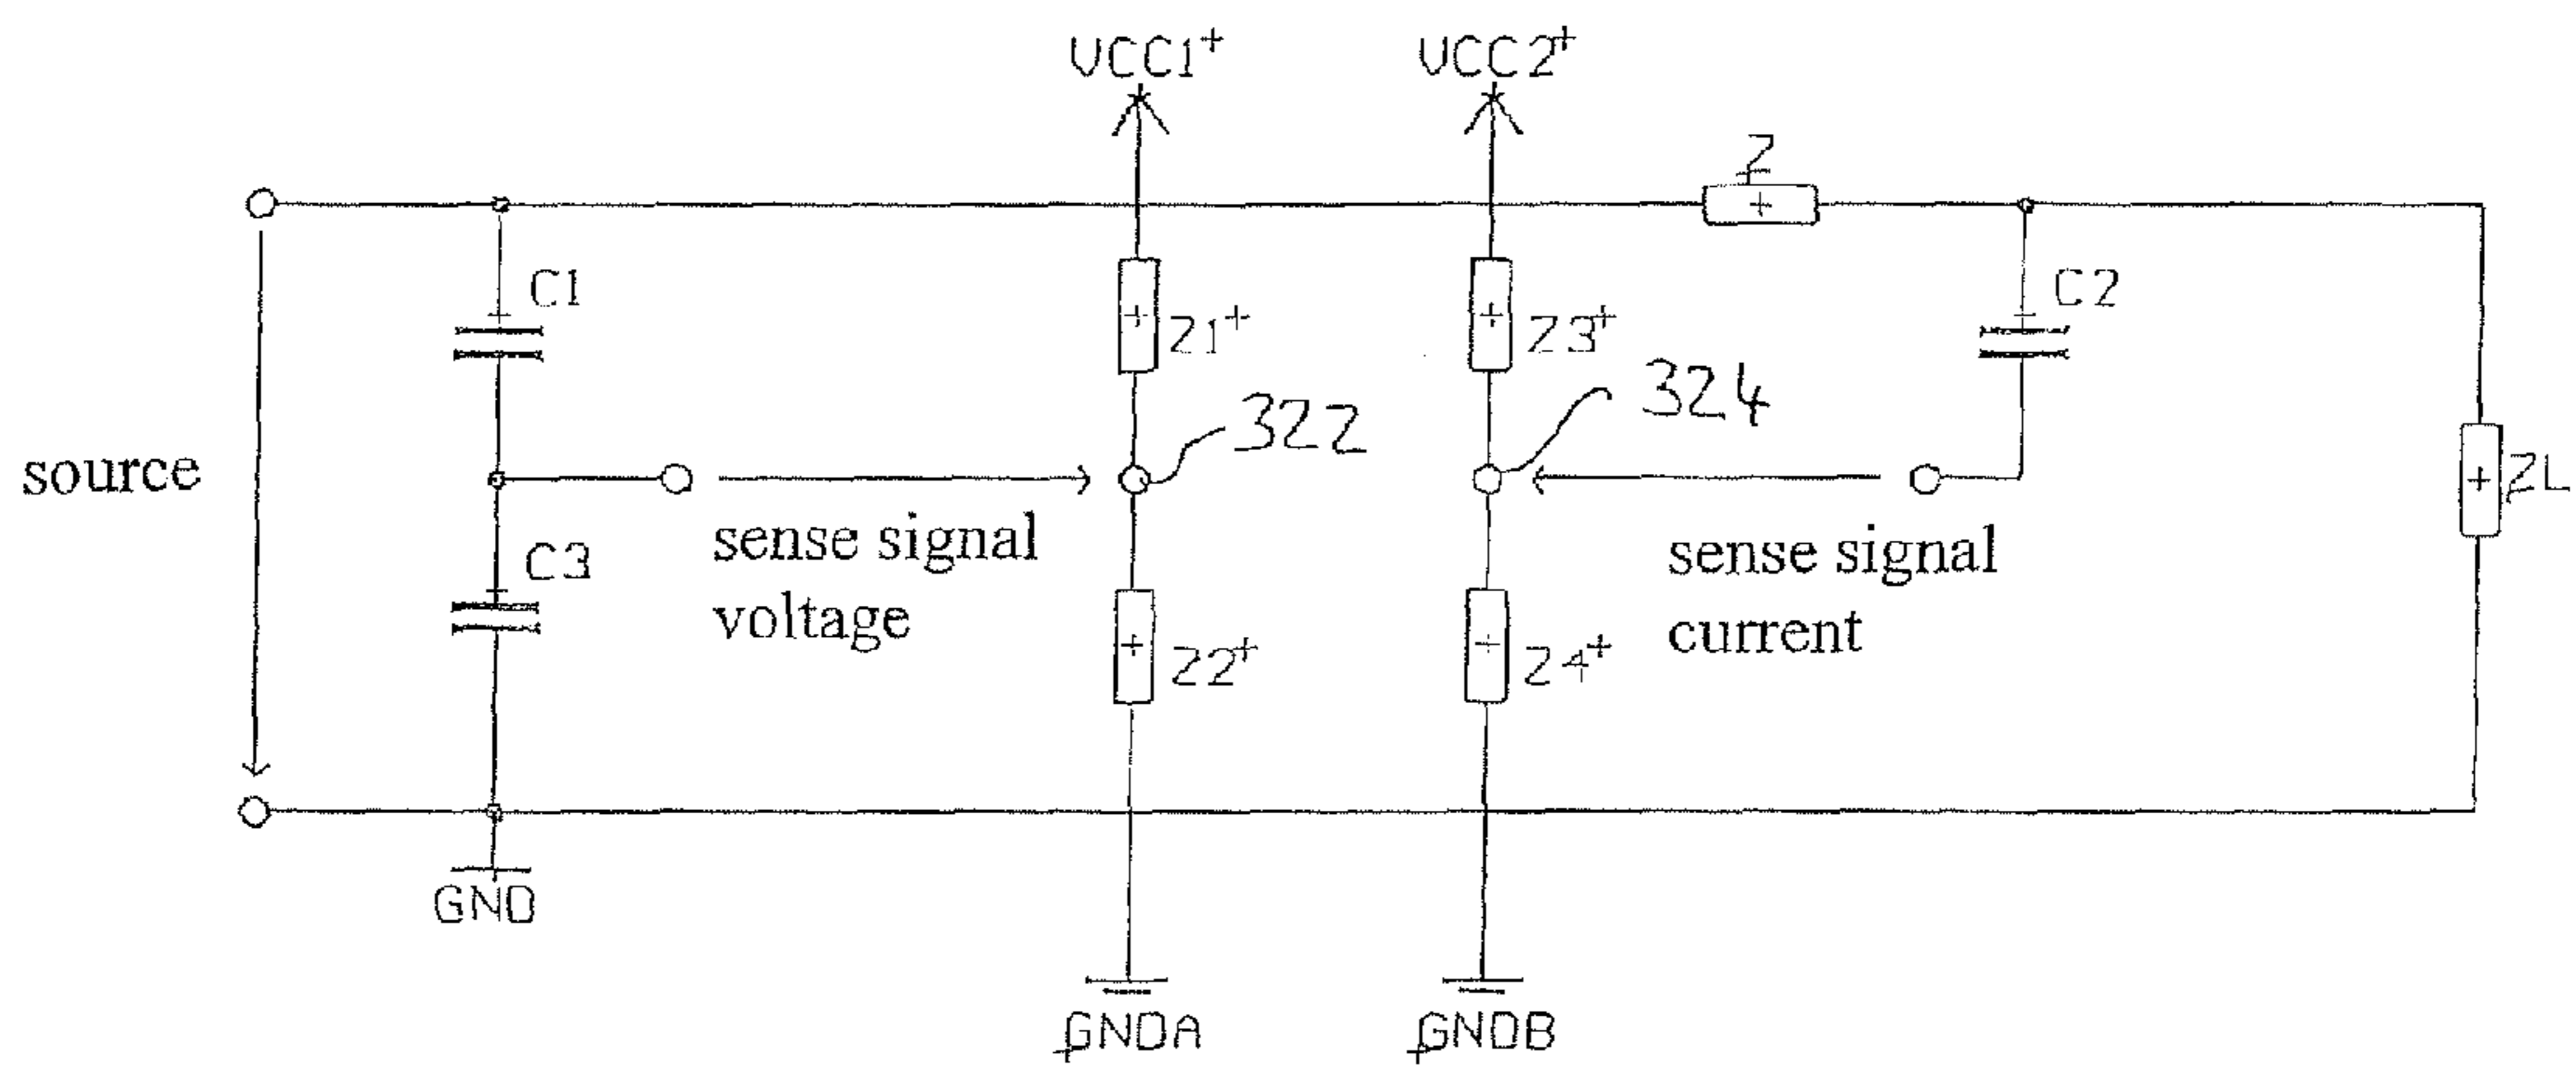 VCC1+
VCC2+
Z
C1
C2
Z1+
Z3+
322
324
source
ZL
sense signal
voltage
sense signal
current
C3
Z2+
Z4+
GND
GNDA
GNDB